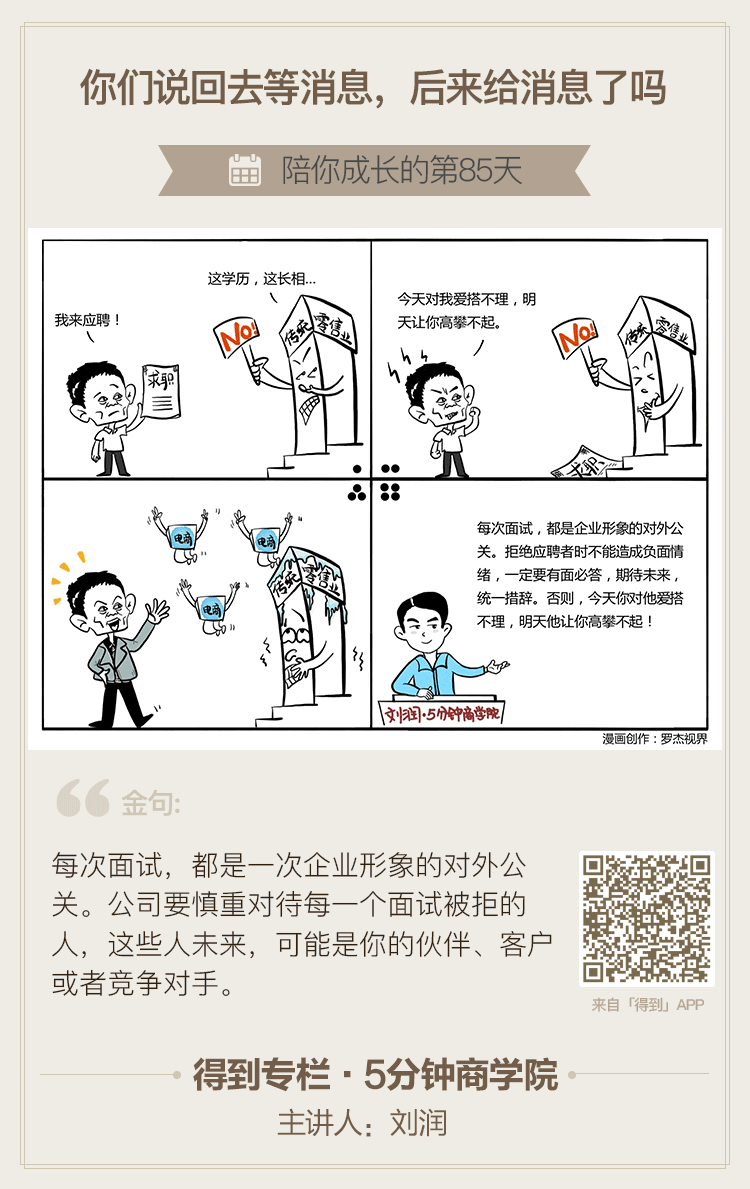 你们说回去等消息，后来给消息了吗
陪你成长的第85天
我来应聘！
这学历，这长相...
求职
NO!
传统
零售业
今天对我爱搭不理，明
天让你高攀不起。
NO!
传统
零售业
求职
电商
电商
电商
传统
零售业
每次面试，都是企业形象的对外公
关。拒绝应聘者时不能造成负面情
绪，一定要有面必答，期待未来，
统一措辞。否则，今天你对他爱搭
不理，明天他让你高攀不起！
刘润·5分钟商学院
漫画创作：罗杰视界
金句:
每次面试，都是一次企业形象的对外公
关。公司要慎重对待每一个面试被拒的
人，这些人未来，可能是你的伙伴、客户
或者竞争对手。
来自「得到」APP
得到专栏·5分钟商学院
主讲人：刘润